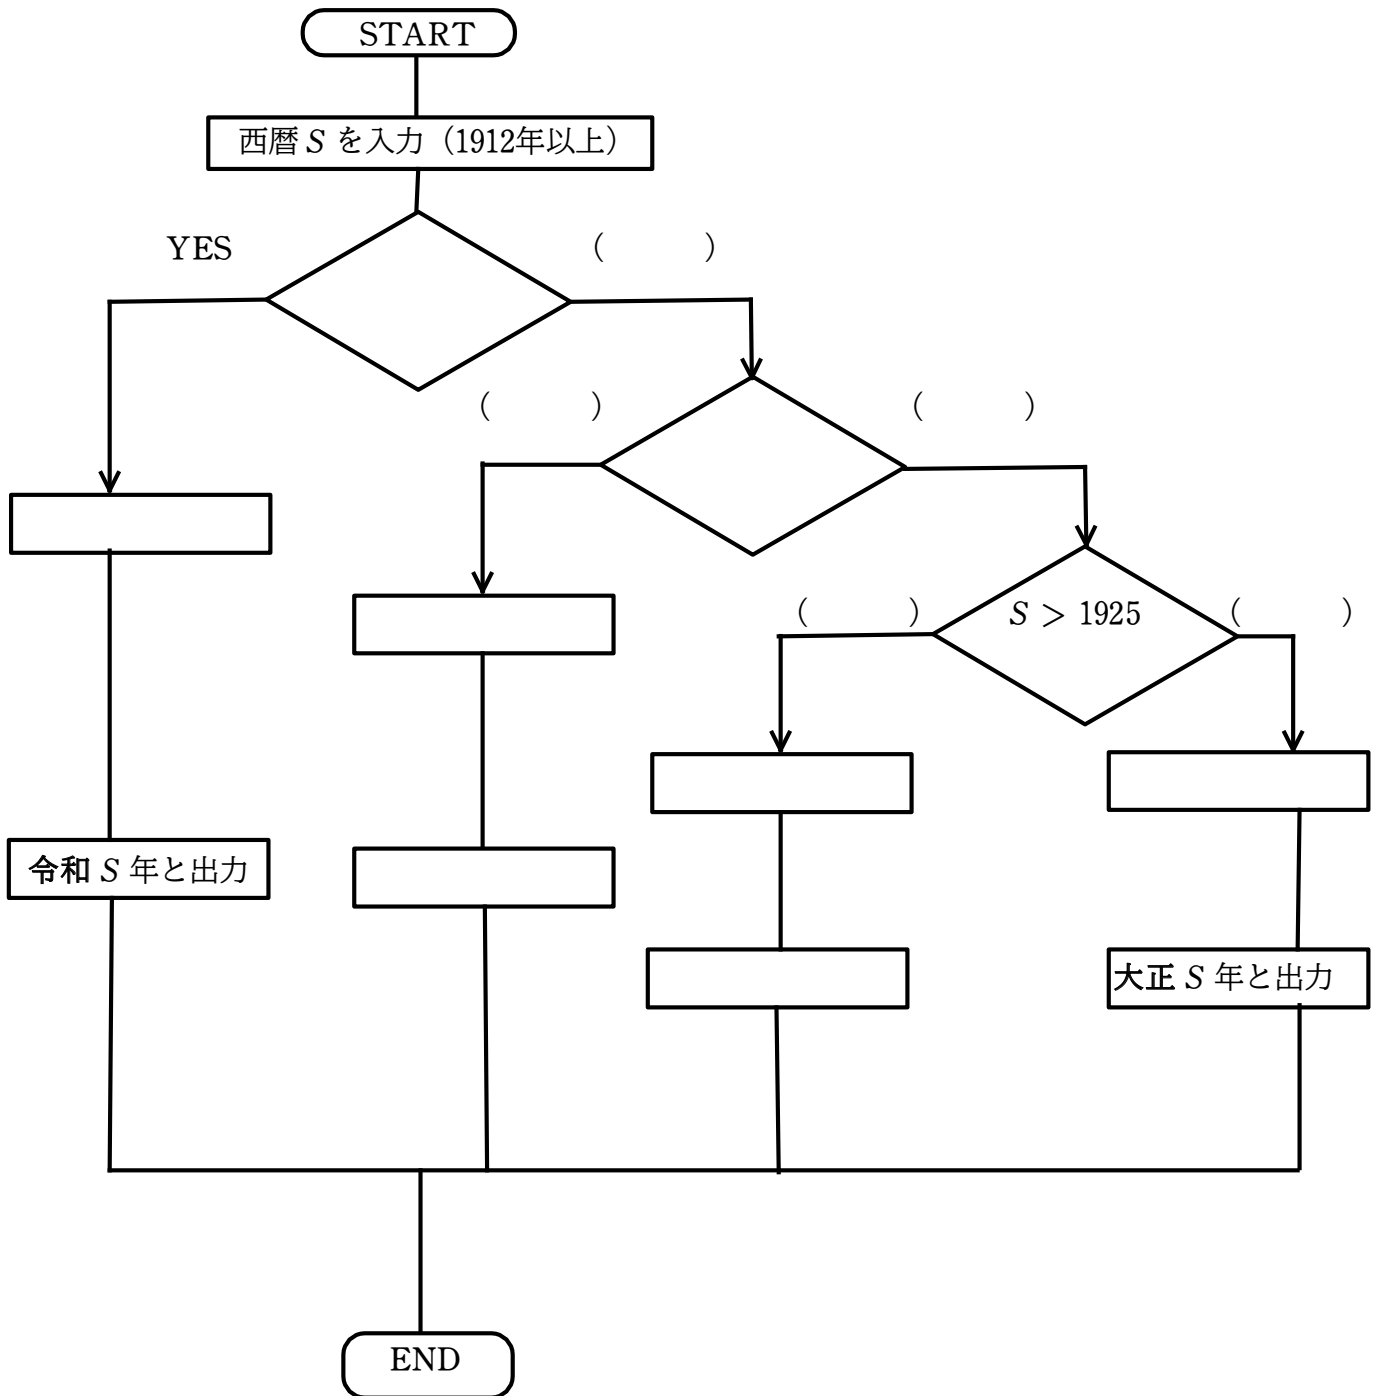 START
西暦 S を入力（1912年以上）
YES
（　　）
（　　）
（　　）
S > 1925
（　　）
（　　）
令和 S 年と出力
大正 S 年と出力
END